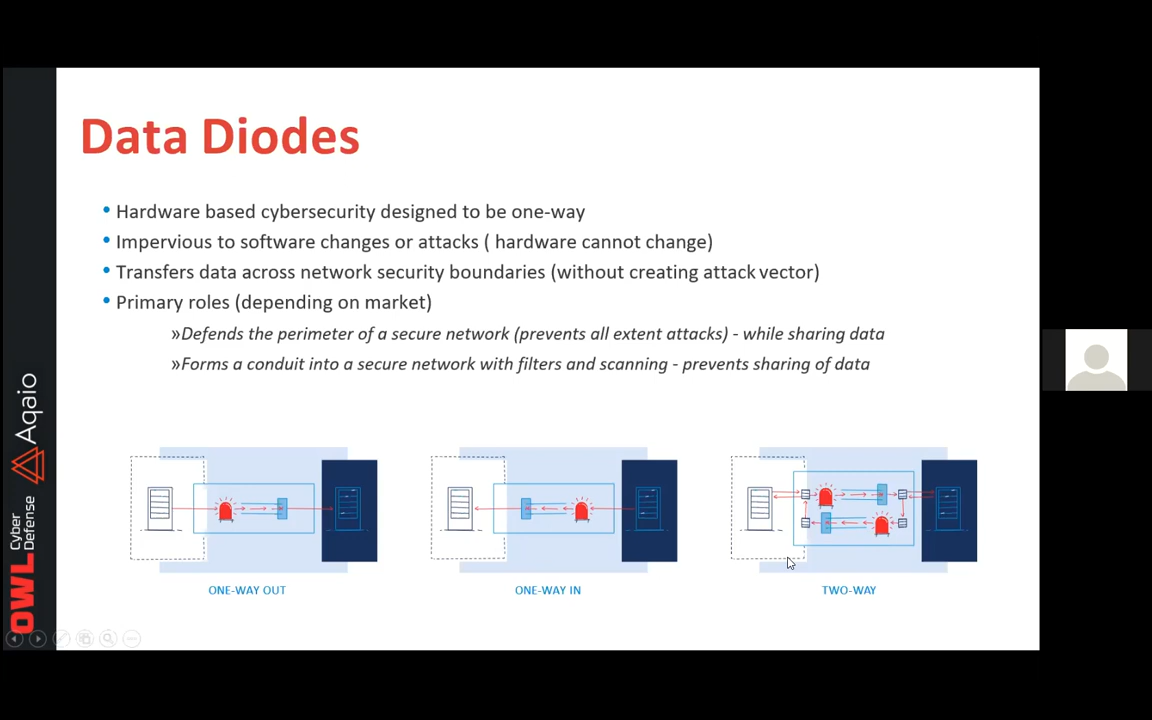 Data Diodes
• Hardware based cybersecurity designed to be one-way
• Impervious to software changes or attacks ( hardware cannot change)
• Transfers data across network security boundaries (without creating attack vector)
• Primary roles (depending on market)
»Defends the perimeter of a secure network (prevents all extent attacks) - while sharing data
»Forms a conduit into a secure network with filters and scanning - prevents sharing of data
ONE-WAY OUT
ONE-WAY IN
TWO-WAY
OWL Cyber Defense
Aqaio